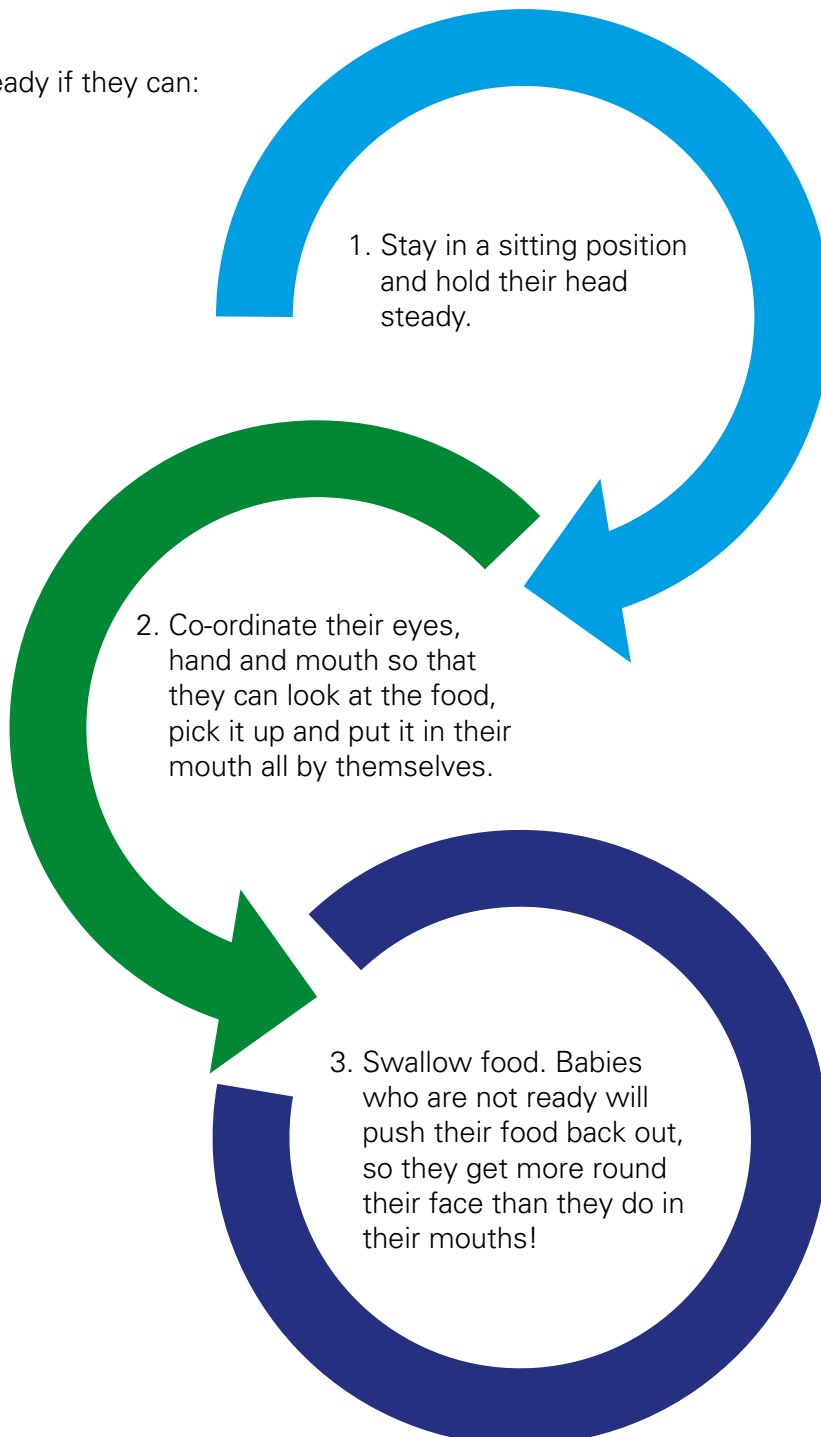 eady if they can:
1. Stay in a sitting position
and hold their head
steady.
2. Co-ordinate their eyes,
hand and mouth so that
they can look at the food,
pick it up and put it in their
mouth all by themselves.
3. Swallow food. Babies
who are not ready will
push their food back out,
so they get more round
their face than they do in
their mouths!